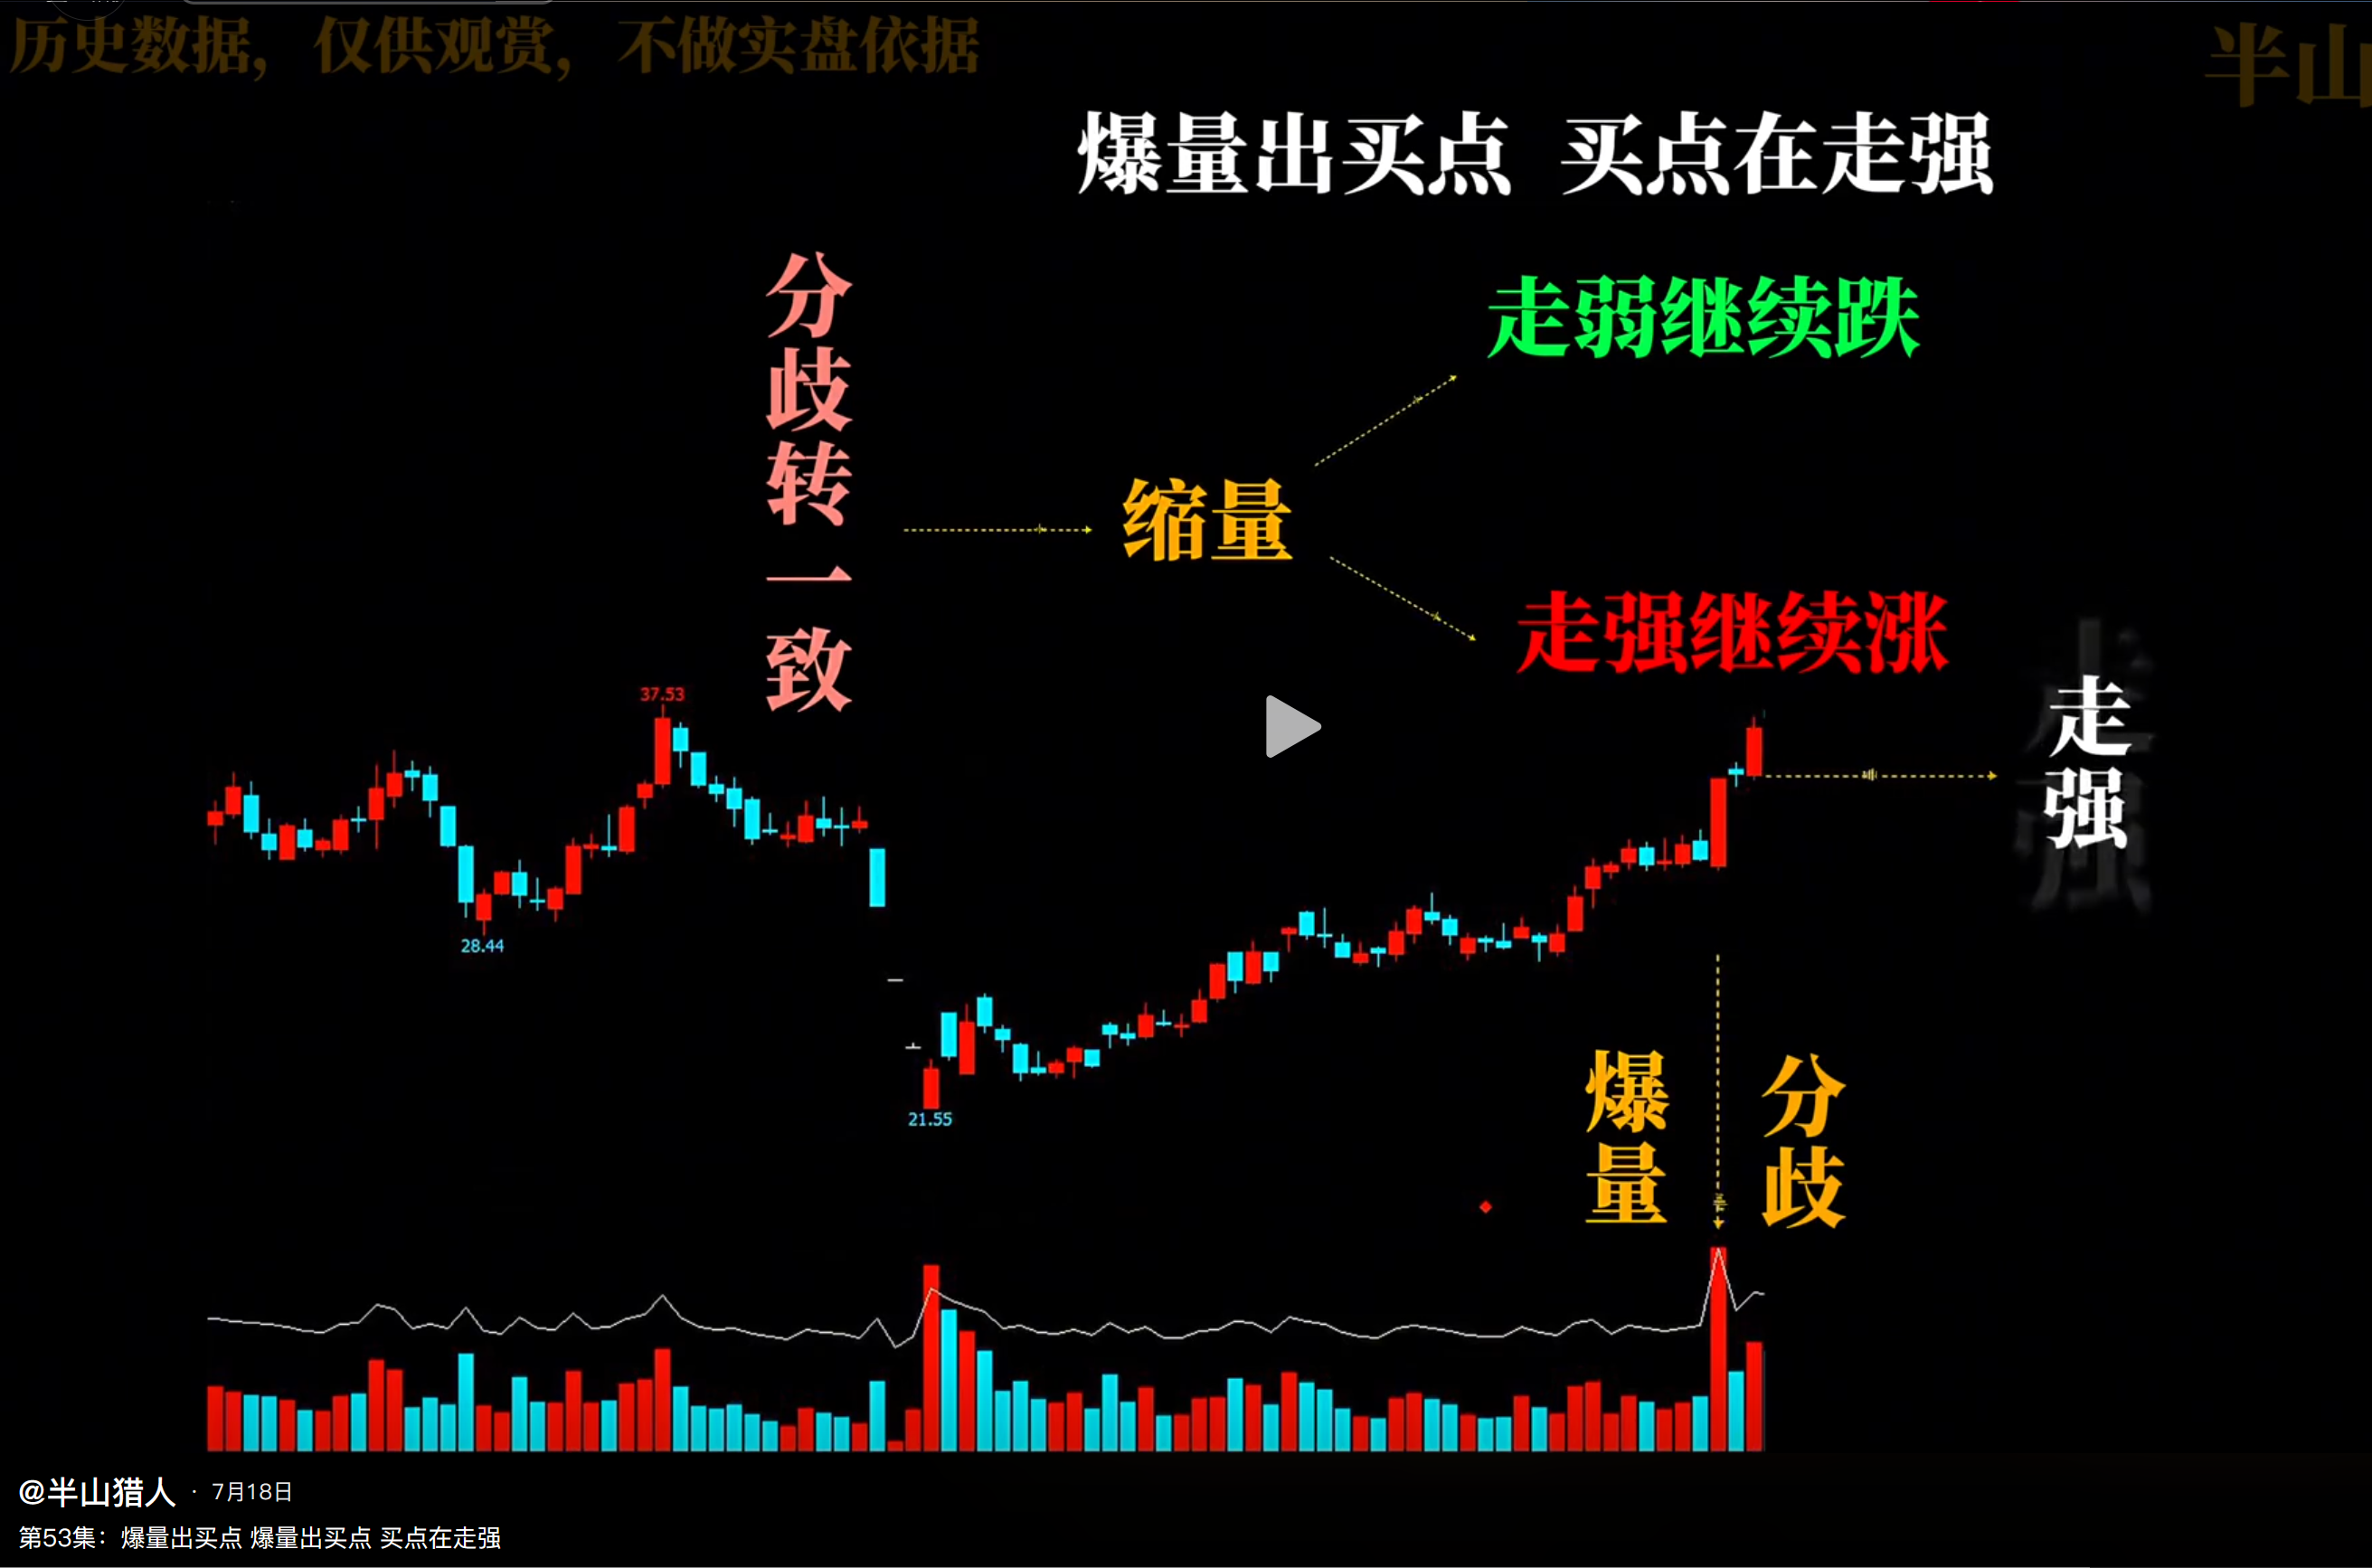 历史数据，仅供观赏，不做实盘依据
半山
爆量出买点 买点在走强
分歧转一致
走弱继续跌
缩量
走强继续涨
走强
37.53
28.44
21.55
爆量
分歧
@半山猎人 · 7月18日
第53集：爆量出买点 爆量出买点 买点在走强